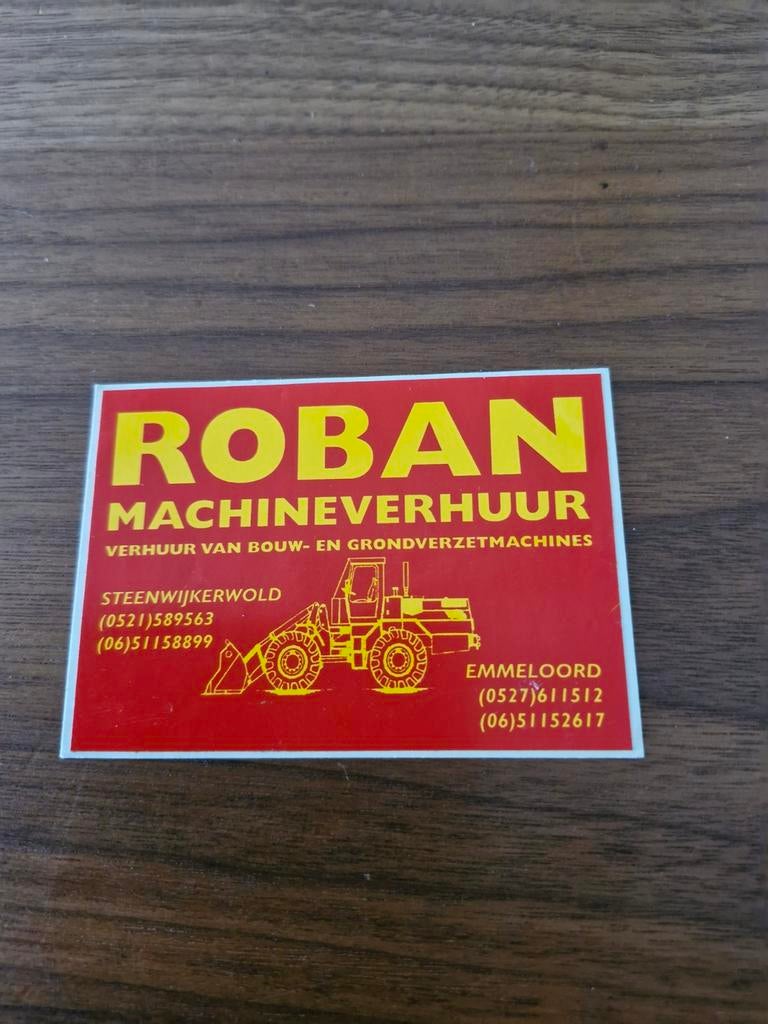 ROBAN
MACHINEVERHUUR
VERHUUR VAN BOUW- EN GRONDVERZETMACHINES
STEENWIJKERWOLD
(0521)589563
(06)51158899
EMMELOORD
(0527)611512
(06)51152617